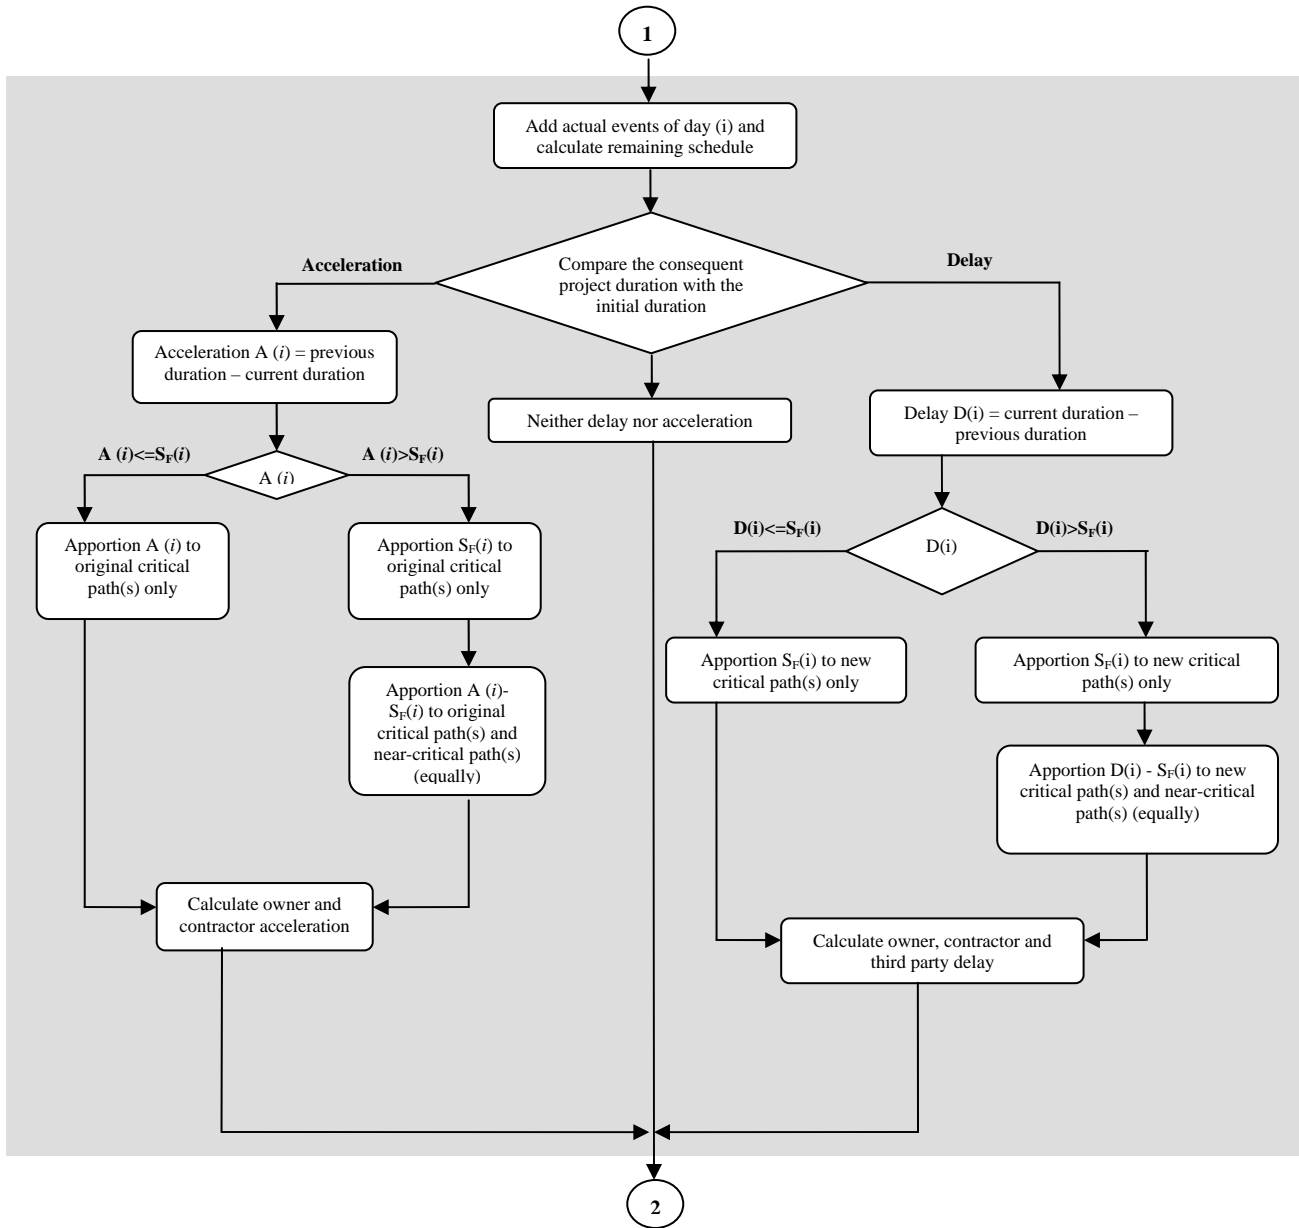 1
Add actual events of day (i) and
calculate remaining schedule
Acceleration
Compare the consequent
project duration with the
initial duration
Delay
Acceleration A (i) = previous
duration – current duration
Neither delay nor acceleration
Delay D(i) = current duration –
previous duration
A (i)<=SF(i)
A (i)
A (i)>SF(i)
Apportion A (i) to
original critical
path(s) only
Apportion SF(i) to
original critical
path(s) only
Apportion A (i)-
SF(i) to original
critical path(s) and
near-critical path(s)
(equally)
D(i)<=SF(i)
D(i)
D(i)>SF(i)
Apportion SF(i) to new
critical path(s) only
Apportion SF(i) to new critical
path(s) only
Apportion D(i) - SF(i) to new
critical path(s) and near-critical
path(s) (equally)
Calculate owner and
contractor acceleration
Calculate owner, contractor and
third party delay
2